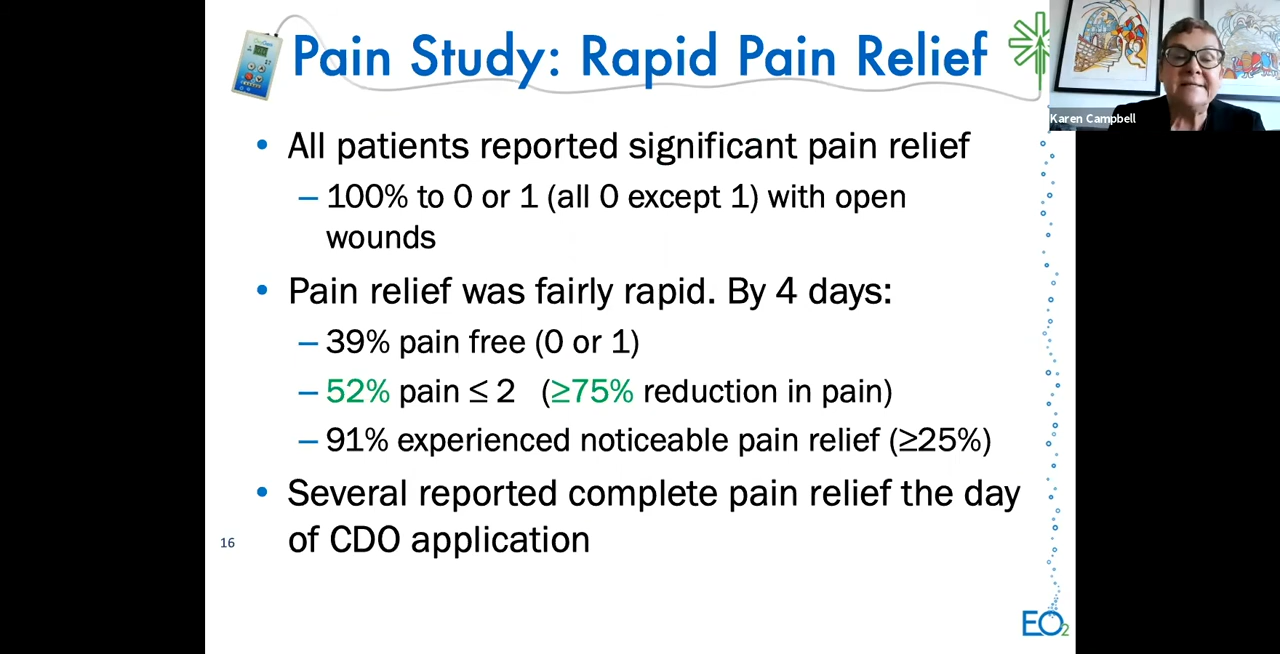 Pain Study: Rapid Pain Relief
Karen Campbell
• All patients reported significant pain relief
– 100% to 0 or 1 (all 0 except 1) with open
wounds
• Pain relief was fairly rapid. By 4 days:
– 39% pain free (0 or 1)
– 52% pain ≤ 2 (≥75% reduction in pain)
– 91% experienced noticeable pain relief (≥25%)
• Several reported complete pain relief the day
of CDO application
16
EO2